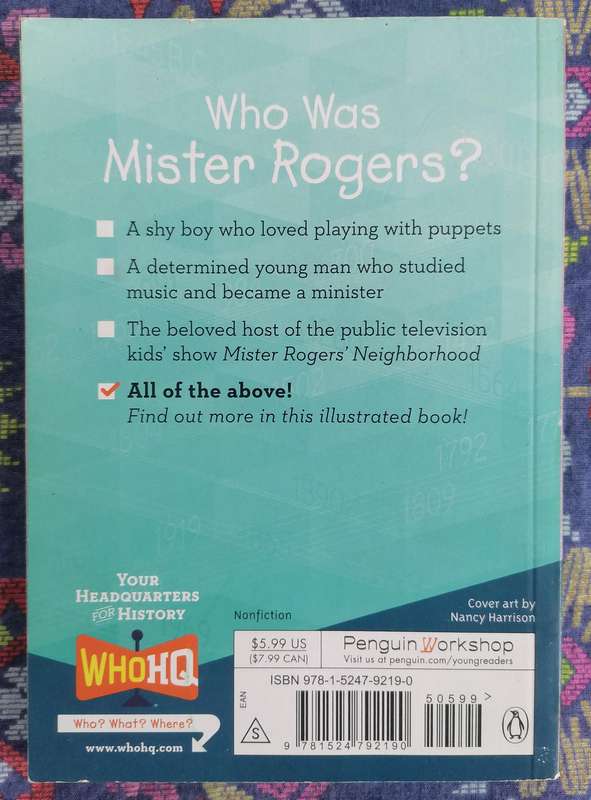 Who Was
Mister Rogers?
A shy boy who loved playing with puppets
A determined young man who studied
music and became a minister
The beloved host of the public television
kids' show Mister Rogers' Neighborhood
All of the above!
Find out more in this illustrated book!
1792
1809
1919
YOUR
HEADQUARTERS
FOR HISTORY
WHOHQ
Who? What? Where?
www.whohq.com
Nonfiction
Cover art by
Nancy Harrison
$5.99 US
($7.99 CAN)
Penguin Workshop
Visit us at penguin.com/youngreaders
ISBN 978-1-5247-9219-0
50599>
EAN
S
9 781524 792190